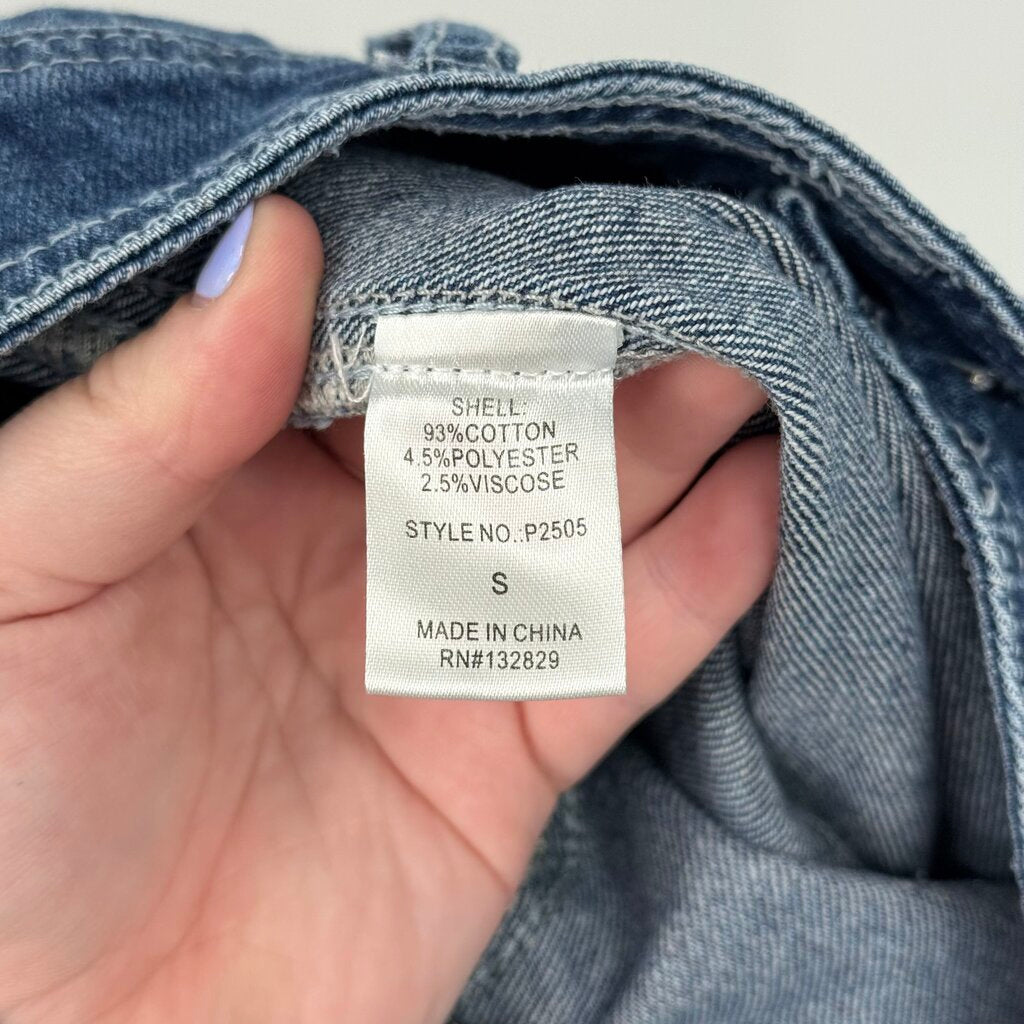 SHELL:
93%COTTON
4.5%POLYESTER
2.5%VISCOSE
STYLE NO.:P2505
S
MADE IN CHINA
RN#132829